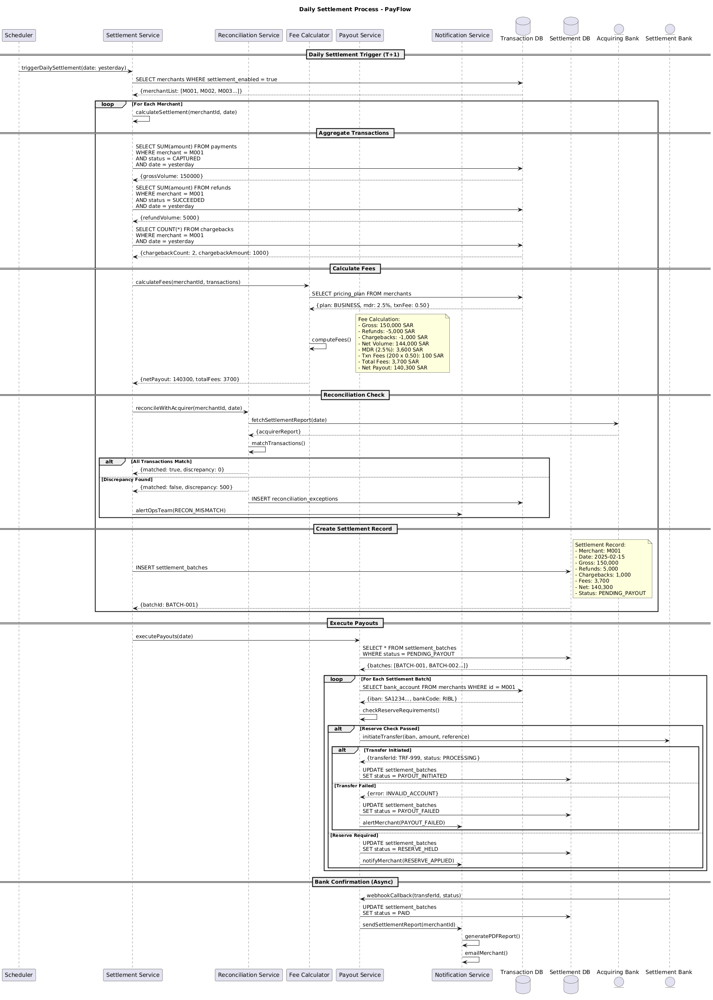 Daily Settlement Process - PayFlow
Scheduler
Settlement Service
Reconciliation Service
Fee Calculator
Payout Service
Notification Service
Transaction DB
Settlement DB
Acquiring Bank
Settlement Bank
Daily Settlement Trigger (T+1)
triggerDailySettlement(date: yesterday)
SELECT merchants WHERE settlement_enabled = true
{merchantList: [M001, M002, M003...]}
loop
[For Each Merchant]
calculateSettlement(merchantId, date)
Aggregate Transactions
SELECT SUM(amount) FROM payments
WHERE merchant = M001
AND status = CAPTURED
AND date = yesterday
{grossVolume: 150000}
SELECT SUM(amount) FROM refunds
WHERE merchant = M001
AND status = SUCCEEDED
AND date = yesterday
{refundVolume: 5000}
SELECT COUNT(*) FROM chargebacks
WHERE merchant = M001
AND date = yesterday
{chargebackCount: 2, chargebackAmount: 1000}
Calculate Fees
calculateFees(merchantId, transactions)
SELECT pricing_plan FROM merchants
{plan: BUSINESS, mdr: 2.5%, txnFee: 0.50}
computeFees()
Fee Calculation:
- Gross: 150,000 SAR
- Refunds: -5,000 SAR
- Chargebacks: -1,000 SAR
- Net Volume: 144,000 SAR
- MDR (2.5%): 3,600 SAR
- Txn Fees (200 x 0.50): 100 SAR
- Total Fees: 3,700 SAR
- Net Payout: 140,300 SAR
{netPayout: 140300, totalFees: 3700}
Reconciliation Check
reconcileWithAcquirer(merchantId, date)
fetchSettlementReport(date)
{acquirerReport}
matchTransactions()
alt
[All Transactions Match]
{matched: true, discrepancy: 0}
[Discrepancy Found]
{matched: false, discrepancy: 500}
INSERT reconciliation_exceptions
alertOpsTeam(RECON_MISMATCH)
Create Settlement Record
INSERT settlement_batches
Settlement Record:
- Merchant: M001
- Date: 2025-02-15
- Gross: 150,000
- Refunds: 5,000
- Chargebacks: 1,000
- Fees: 3,700
- Net: 140,300
- Status: PENDING_PAYOUT
{batchId: BATCH-001}
Execute Payouts
executePayouts(date)
SELECT * FROM settlement_batches
WHERE status = PENDING_PAYOUT
{batches: [BATCH-001, BATCH-002...]}
loop
[For Each Settlement Batch]
SELECT bank_account FROM merchants WHERE id = M001
{iban: SA1234..., bankCode: RIBL}
checkReserveRequirements()
alt
[Reserve Check Passed]
initiateTransfer(iban, amount, reference)
alt
[Transfer Initiated]
{transferId: TRF-999, status: PROCESSING}
UPDATE settlement_batches
SET status = PAYOUT_INITIATED
[Transfer Failed]
{error: INVALID_ACCOUNT}
UPDATE settlement_batches
SET status = PAYOUT_FAILED
alertMerchant(PAYOUT_FAILED)
[Reserve Required]
UPDATE settlement_batches
SET status = RESERVE_HELD
notifyMerchant(RESERVE_APPLIED)
Bank Confirmation (Async)
webhookCallback(transferId, status)
UPDATE settlement_batches
SET status = PAID
sendSettlementReport(merchantId)
generatePDFReport()
emailMerchant()
Scheduler
Settlement Service
Reconciliation Service
Fee Calculator
Payout Service
Notification Service
Transaction DB
Settlement DB
Acquiring Bank
Settlement Bank